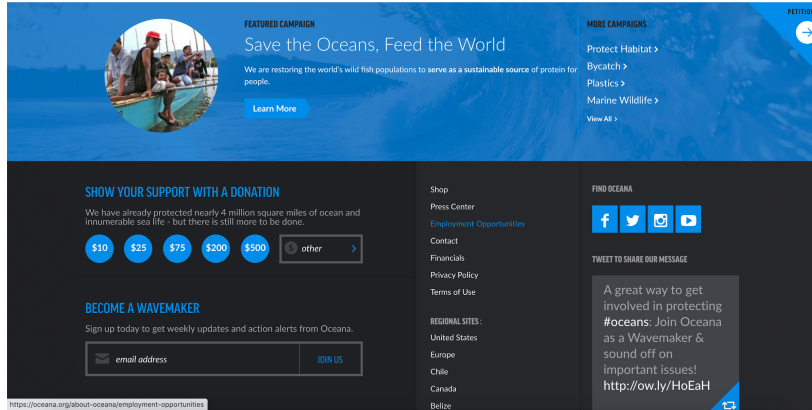 PETITIO
FEATURED CAMPAIGN
Save the Oceans, Feed the World
We are restoring the world's wild fish populations to serve as a sustainable source of protein for
people.
Learn More
MORE CAMPAIGNS
Protect Habitat >
Bycatch >
Plastics >
Marine Wildlife >
View All >
SHOW YOUR SUPPORT WITH A DONATION
We have already protected nearly 4 million square miles of ocean and
innumerable sea life - but there is still more to be done.
$10 $25 $75 $200 $500 $ other >
BECOME A WAVEMAKER
Sign up today to get weekly updates and action alerts from Oceana.
email address JOIN US
Shop
Press Center
Employment Opportunities
Contact
Financials
Privacy Policy
Terms of Use
REGIONAL SITES :
United States
Europe
Chile
Canada
Belize
FIND OCEANA
TWEET TO SHARE OUR MESSAGE
A great way to get
involved in protecting
#oceans: Join Oceana
as a Wavemaker &
sound off on
important issues!
http://ow.ly/HoEaH
https://oceana.org/about-oceana/employment-opportunities